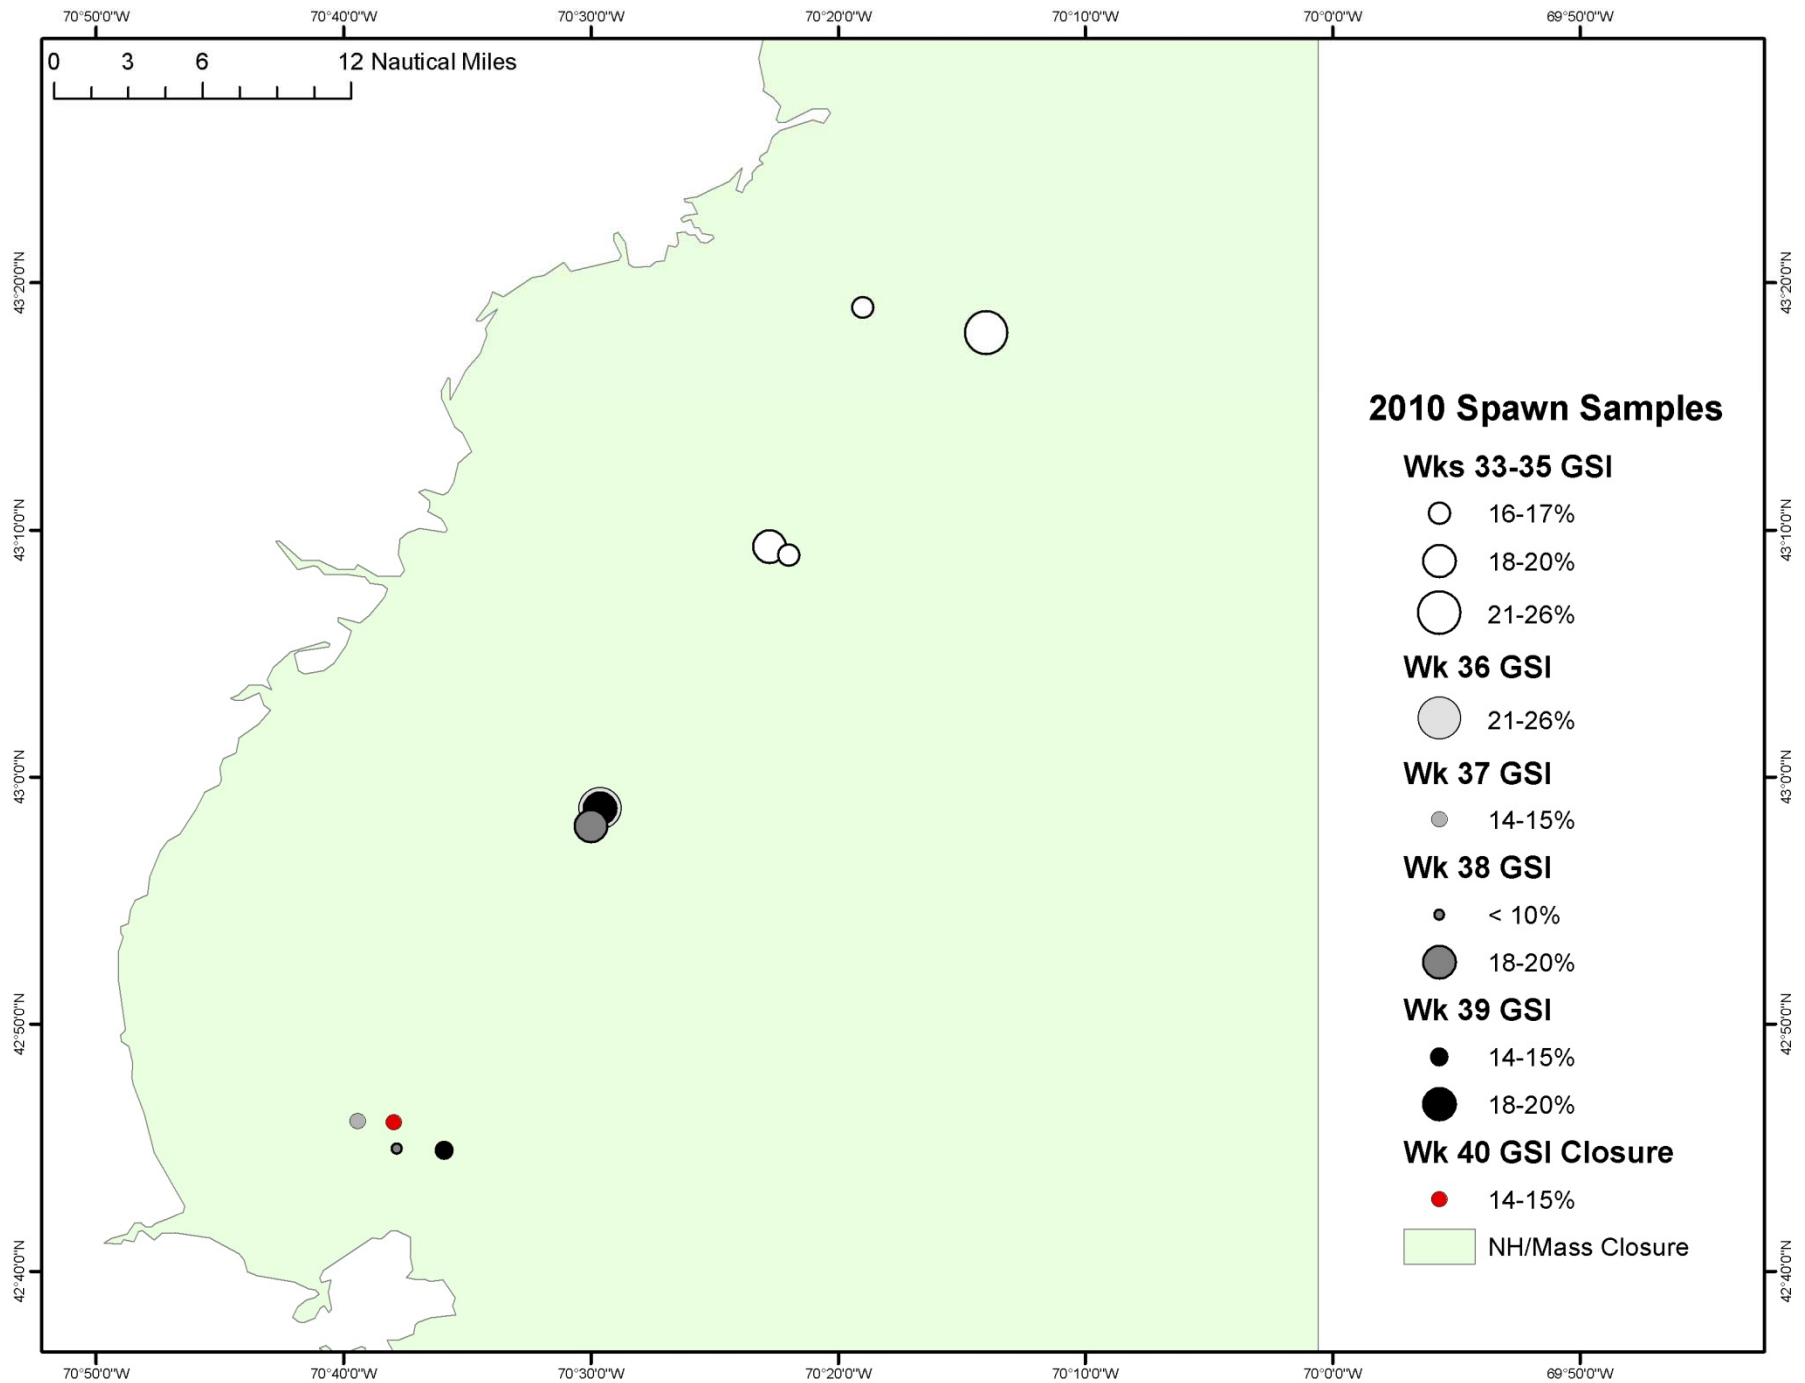 70°50'0"W 70°40'0"W 70°30'0"W 70°20'0"W 70°10'0"W 70°0'0"W 69°50'0"W
0 3 6 12 Nautical Miles
43°20'0"N 43°20'0"N
43°10'0"N 43°10'0"N
43°0'0"N 43°0'0"N
42°50'0"N 42°50'0"N
42°40'0"N 42°40'0"N
2010 Spawn Samples
Wks 33-35 GSI
16-17%
18-20%
21-26%
Wk 36 GSI
21-26%
Wk 37 GSI
14-15%
Wk 38 GSI
< 10%
18-20%
Wk 39 GSI
14-15%
18-20%
Wk 40 GSI Closure
14-15%
NH/Mass Closure
70°50'0"W 70°40'0"W 70°30'0"W 70°20'0"W 70°10'0"W 70°0'0"W 69°50'0"W